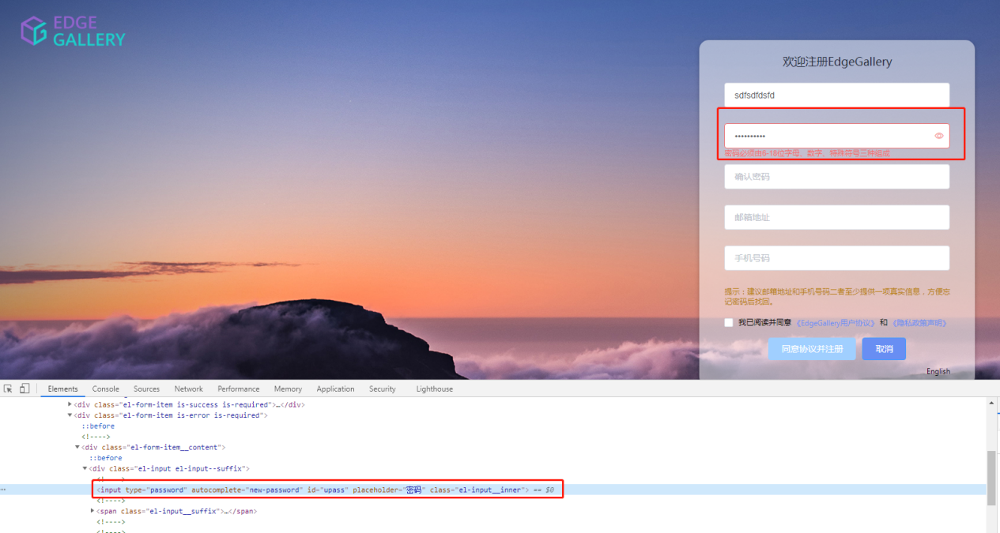 EDGE
GALLERY
欢迎注册EdgeGallery
sdfsdfdsfd
••••••••••
密码必须由6-18位字母、数字、特殊符号三种组成
确认密码
邮箱地址
手机号码
提示：建议邮箱地址和手机号码二者至少提供一项真实信息，方便忘
记密码后找回。
我已阅读并同意 《EdgeGallery用户协议》 和 《隐私政策声明》
同意协议并注册 取消
English
Elements Console Sources Network Performance Memory Application Security Lighthouse
<div class="el-form-item is-success is-required">…</div>
<div class="el-form-item is-error is-required">
::before
<!---->
<div class="el-form-item__content">
::before
<div class="el-input el-input--suffix">
<!---->
<input type="password" autocomplete="new-password" id="upass" placeholder="密码" class="el-input__inner"> == $0
<!---->
<span class="el-input__suffix">…</span>
<!---->
<!---->